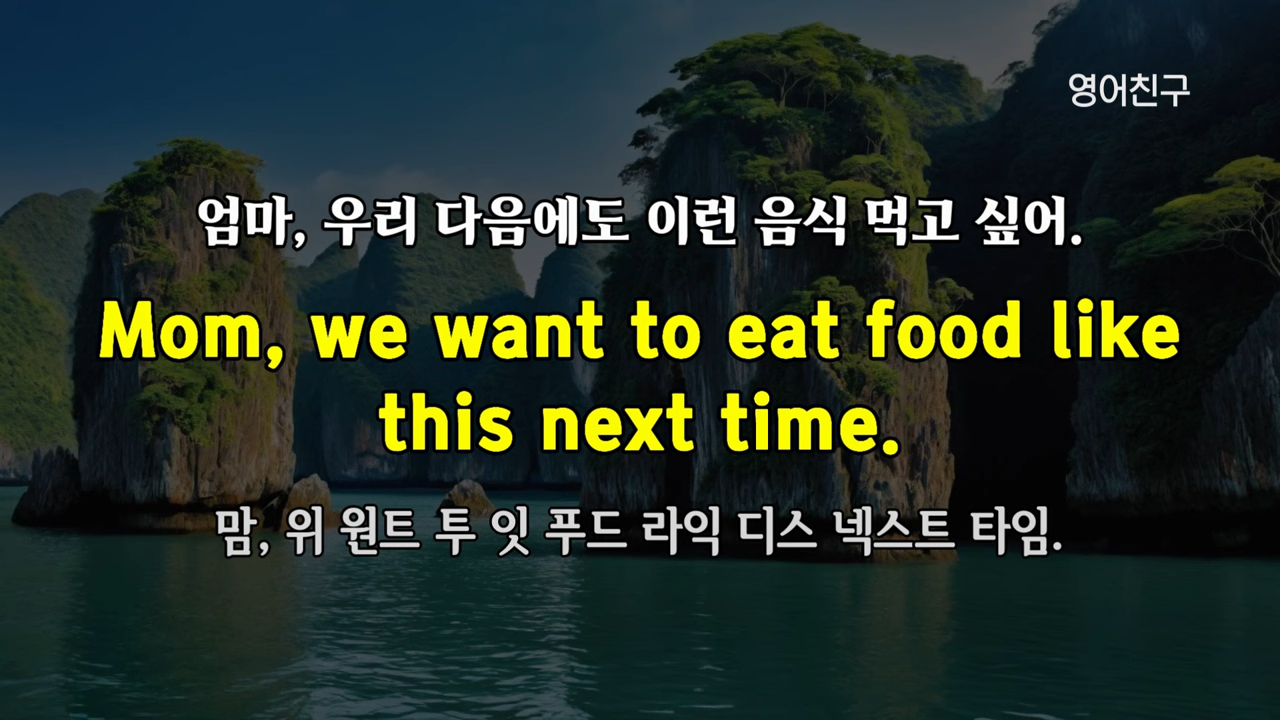 영어친구
엄마, 우리 다음에도 이런 음식 먹고 싶어.
Mom, we want to eat food like
this next time.
맘, 위 원트 투 잇 푸드 라익 디스 넥스트 타임.